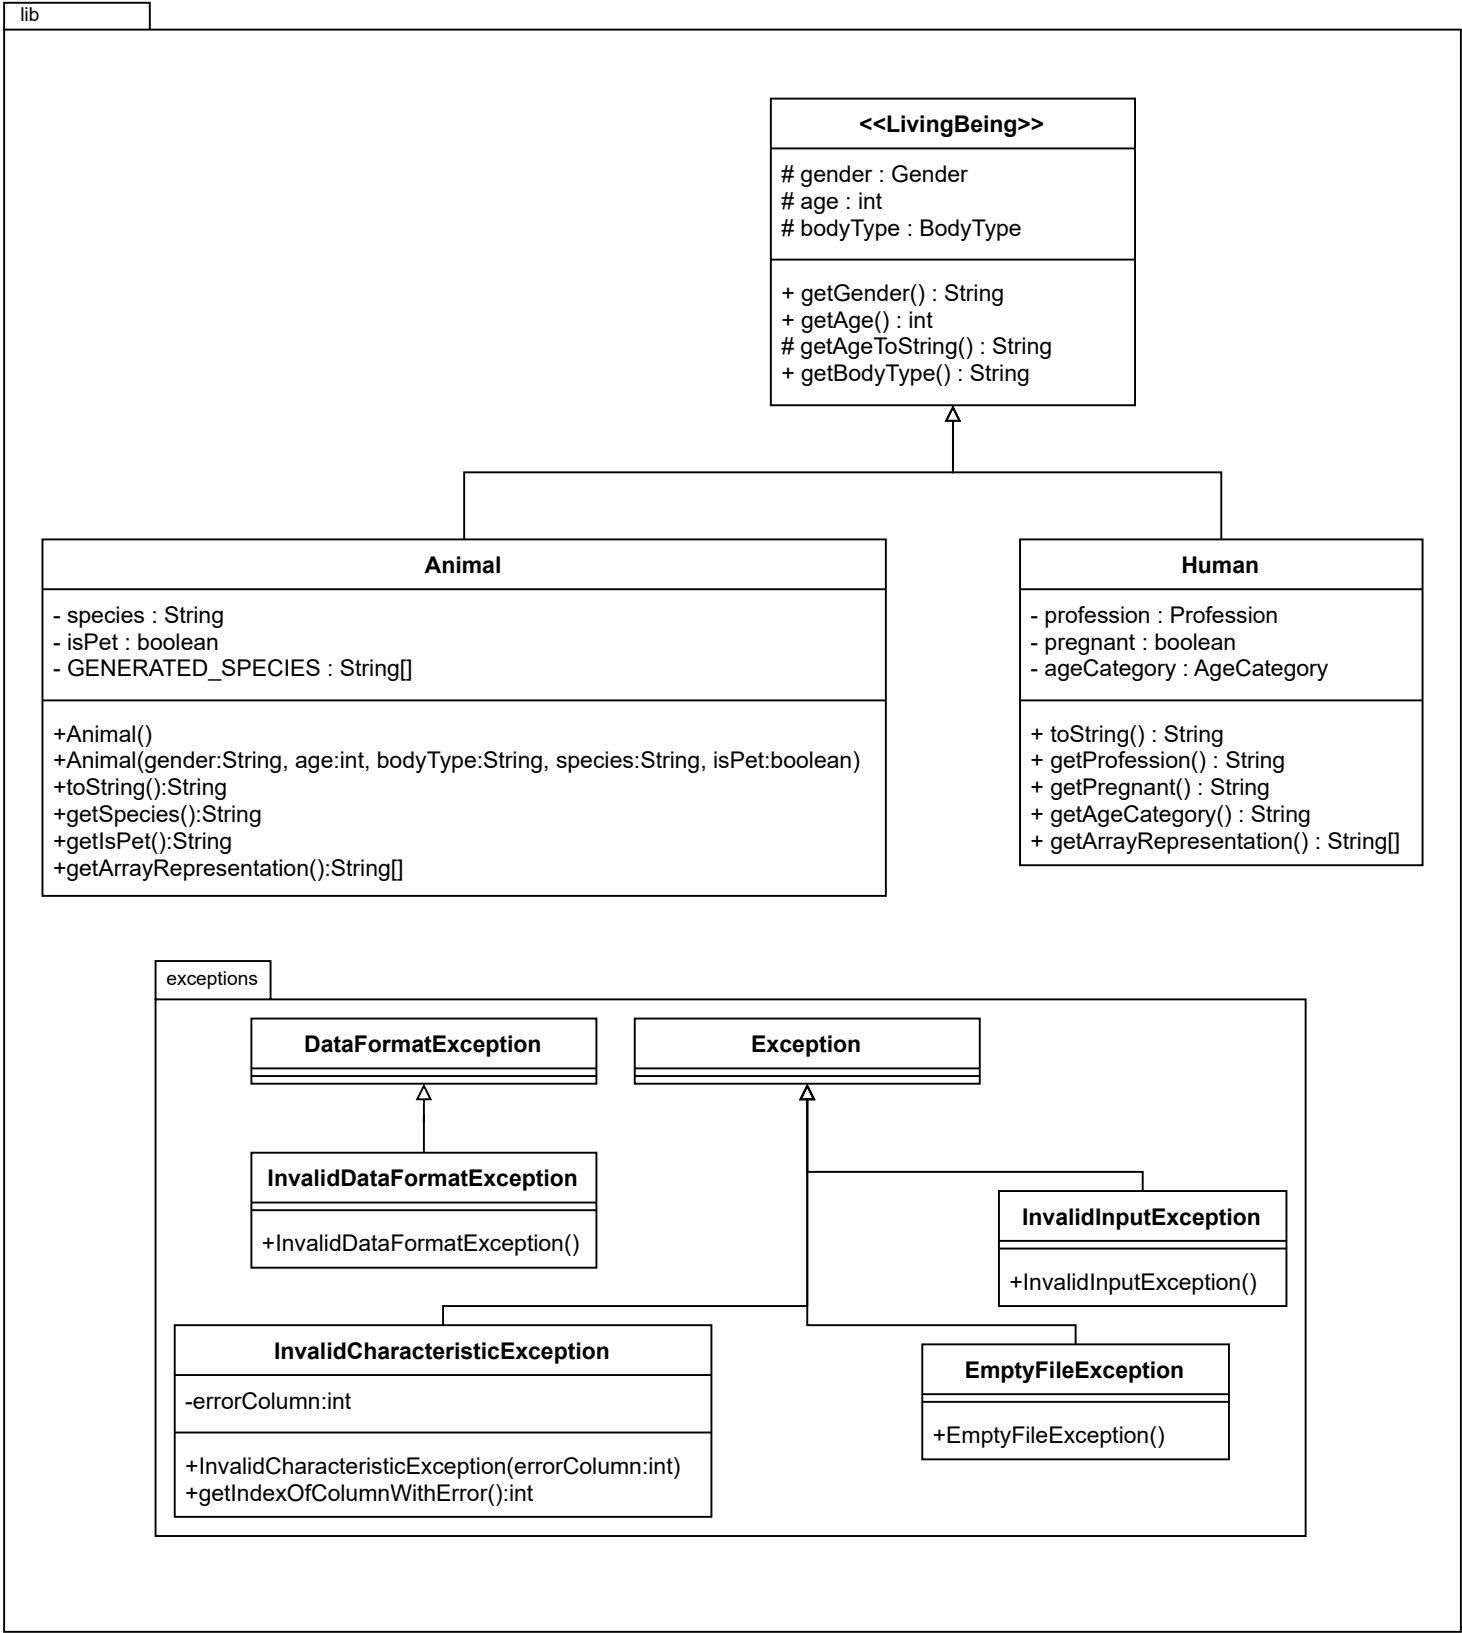 lib
<<LivingBeing>>
# gender : Gender
# age : int
# bodyType : BodyType
+ getGender() : String
+ getAge() : int
# getAgeToString() : String
+ getBodyType() : String
Animal
- species : String
- isPet : boolean
- GENERATED_SPECIES : String[]
+Animal()
+Animal(gender:String, age:int, bodyType:String, species:String, isPet:boolean)
+toString():String
+getSpecies():String
+getIsPet():String
+getArrayRepresentation():String[]
Human
- profession : Profession
- pregnant : boolean
- ageCategory : AgeCategory
+ toString() : String
+ getProfession() : String
+ getPregnant() : String
+ getAgeCategory() : String
+ getArrayRepresentation() : String[]
exceptions
DataFormatException
Exception
InvalidDataFormatException
+InvalidDataFormatException()
InvalidInputException
+InvalidInputException()
InvalidCharacteristicException
-errorColumn:int
+InvalidCharacteristicException(errorColumn:int)
+getIndexOfColumnWithError():int
EmptyFileException
+EmptyFileException()